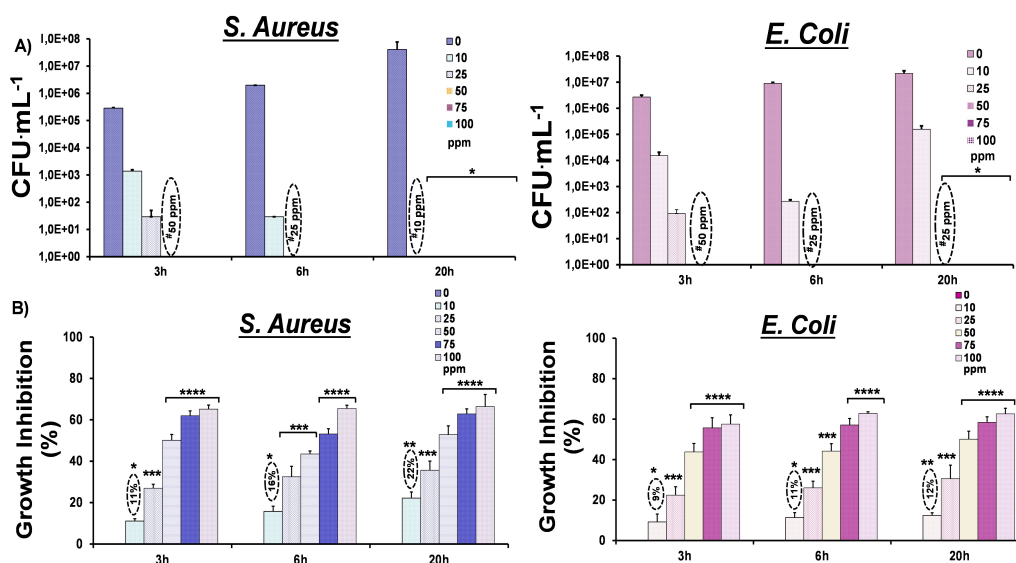 A)
S. Aureus
CFU·mL-1
1,0E+08
1,0E+07
1,0E+06
1,0E+05
1,0E+04
1,0E+03
1,0E+02
1,0E+01
1,0E+00
#50 ppm
#25 ppm
#10 ppm
*
3h
6h
20h
0
10
25
50
75
100
ppm
E. Coli
CFU·mL-1
1,0E+08
1,0E+07
1,0E+06
1,0E+05
1,0E+04
1,0E+03
1,0E+02
1,0E+01
1,0E+00
#50 ppm
#25 ppm
#25 ppm
*
3h
6h
20h
0
10
25
50
75
100
ppm
B)
S. Aureus
Growth Inhibition
(%)
100
80
60
40
20
0
*
11%
***
****
*
16%
***
****
**
22%
***
****
3h
6h
20h
0
10
25
50
75
100
ppm
E. Coli
Growth Inhibition
(%)
100
80
60
40
20
0
*
9%
***
****
*
11%
***
***
****
**
12%
***
****
3h
6h
20h
0
10
25
50
75
100
ppm